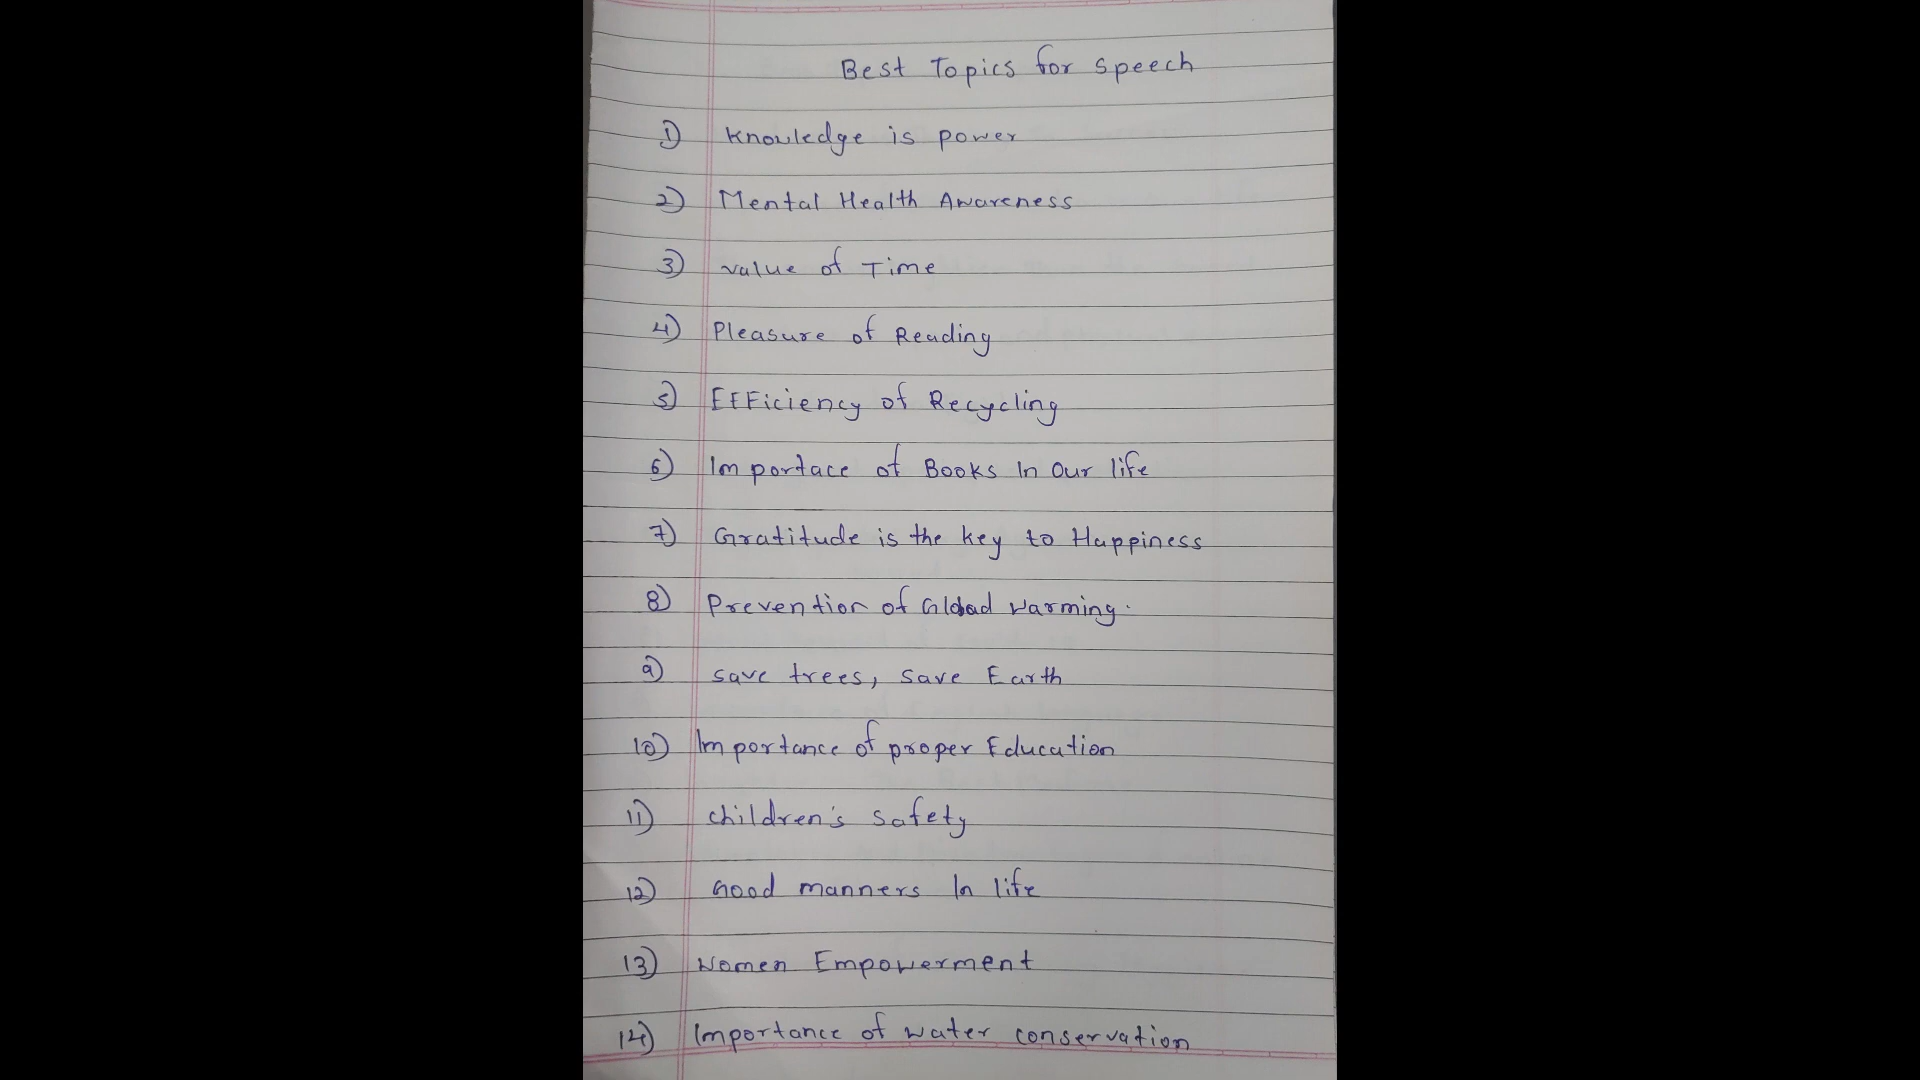 Best Topics for speech
1) Knowledge is power
2) Mental Health Awareness
3) value of Time
4) Pleasure of Reading
5) Efficiency of Recycling
6) Importace of Books In Our life
7) Gratitude is the key to Happiness
8) Prevention of Globad warming.
9) save trees, save Earth
10) Importance of proper Education
11) children's safety
12) Good manners In life
13) Women Empowerment
14) Importance of water conservation